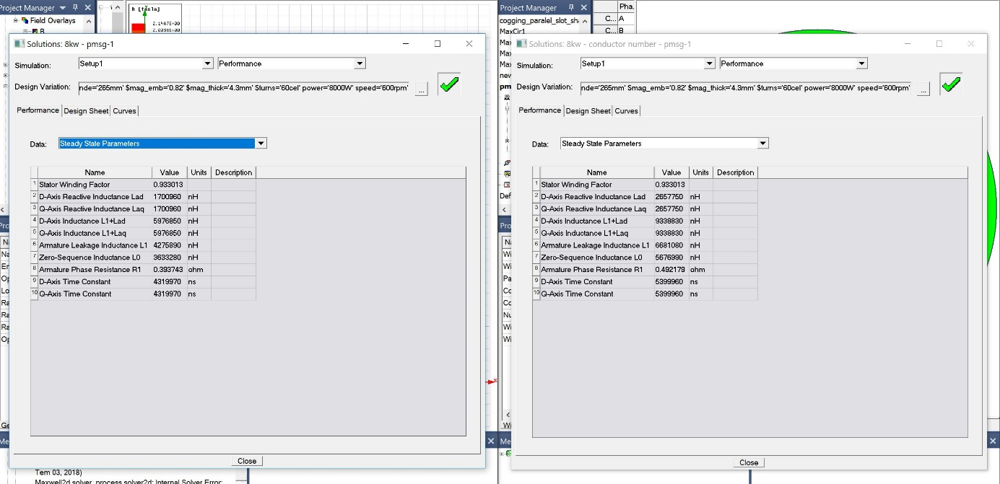 Project Manager
Field Overlays
B
B [tesla]
2.1487E+00
Project Manager
cogging_paralel_slot_sh
MaxCir1
Pha.
C... A
C... B
Solutions: 8kw - pmsg-1
Simulation: Setup1 Performance
Design Variation: nde='265mm' $mag_emb='0.82' $mag_thick='4.3mm' $turns='60cel' power='8000W' speed='600rpm' ...
Performance Design Sheet Curves
Data: Steady State Parameters
Name Value Units Description
1 Stator Winding Factor 0.933013
2 D-Axis Reactive Inductance Lad 1700960 nH
3 Q-Axis Reactive Inductance Laq 1700960 nH
4 D-Axis Inductance L1+Lad 5976850 nH
5 Q-Axis Inductance L1+Laq 5976850 nH
6 Armature Leakage Inductance L1 4275890 nH
7 Zero-Sequence Inductance L0 3633280 nH
8 Armature Phase Resistance R1 0.393743 ohm
9 D-Axis Time Constant 4319970 ns
10 Q-Axis Time Constant 4319970 ns
Close
Tem 03, 2018)
Maxwell2d solver, process solver2d: Internal Solver Error:
Solutions: 8kw - conductor number - pmsg-1
Simulation: Setup1 Performance
Design Variation: nde='265mm' $mag_emb='0.82' $mag_thick='4.3mm' $turns='60cel' power='8000W' speed='600rpm' ...
Performance Design Sheet Curves
Data: Steady State Parameters
Name Value Units Description
1 Stator Winding Factor 0.933013
2 D-Axis Reactive Inductance Lad 2657750 nH
3 Q-Axis Reactive Inductance Laq 2657750 nH
4 D-Axis Inductance L1+Lad 9338830 nH
5 Q-Axis Inductance L1+Laq 9338830 nH
6 Armature Leakage Inductance L1 6681080 nH
7 Zero-Sequence Inductance L0 5676990 nH
8 Armature Phase Resistance R1 0.492179 ohm
9 D-Axis Time Constant 5399960 ns
10 Q-Axis Time Constant 5399960 ns
Close